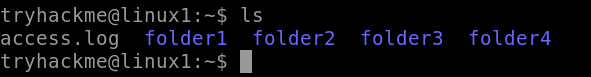 tryhackme@linux1:~$ ls
access.log folder1 folder2 folder3 folder4
tryhackme@linux1:~$